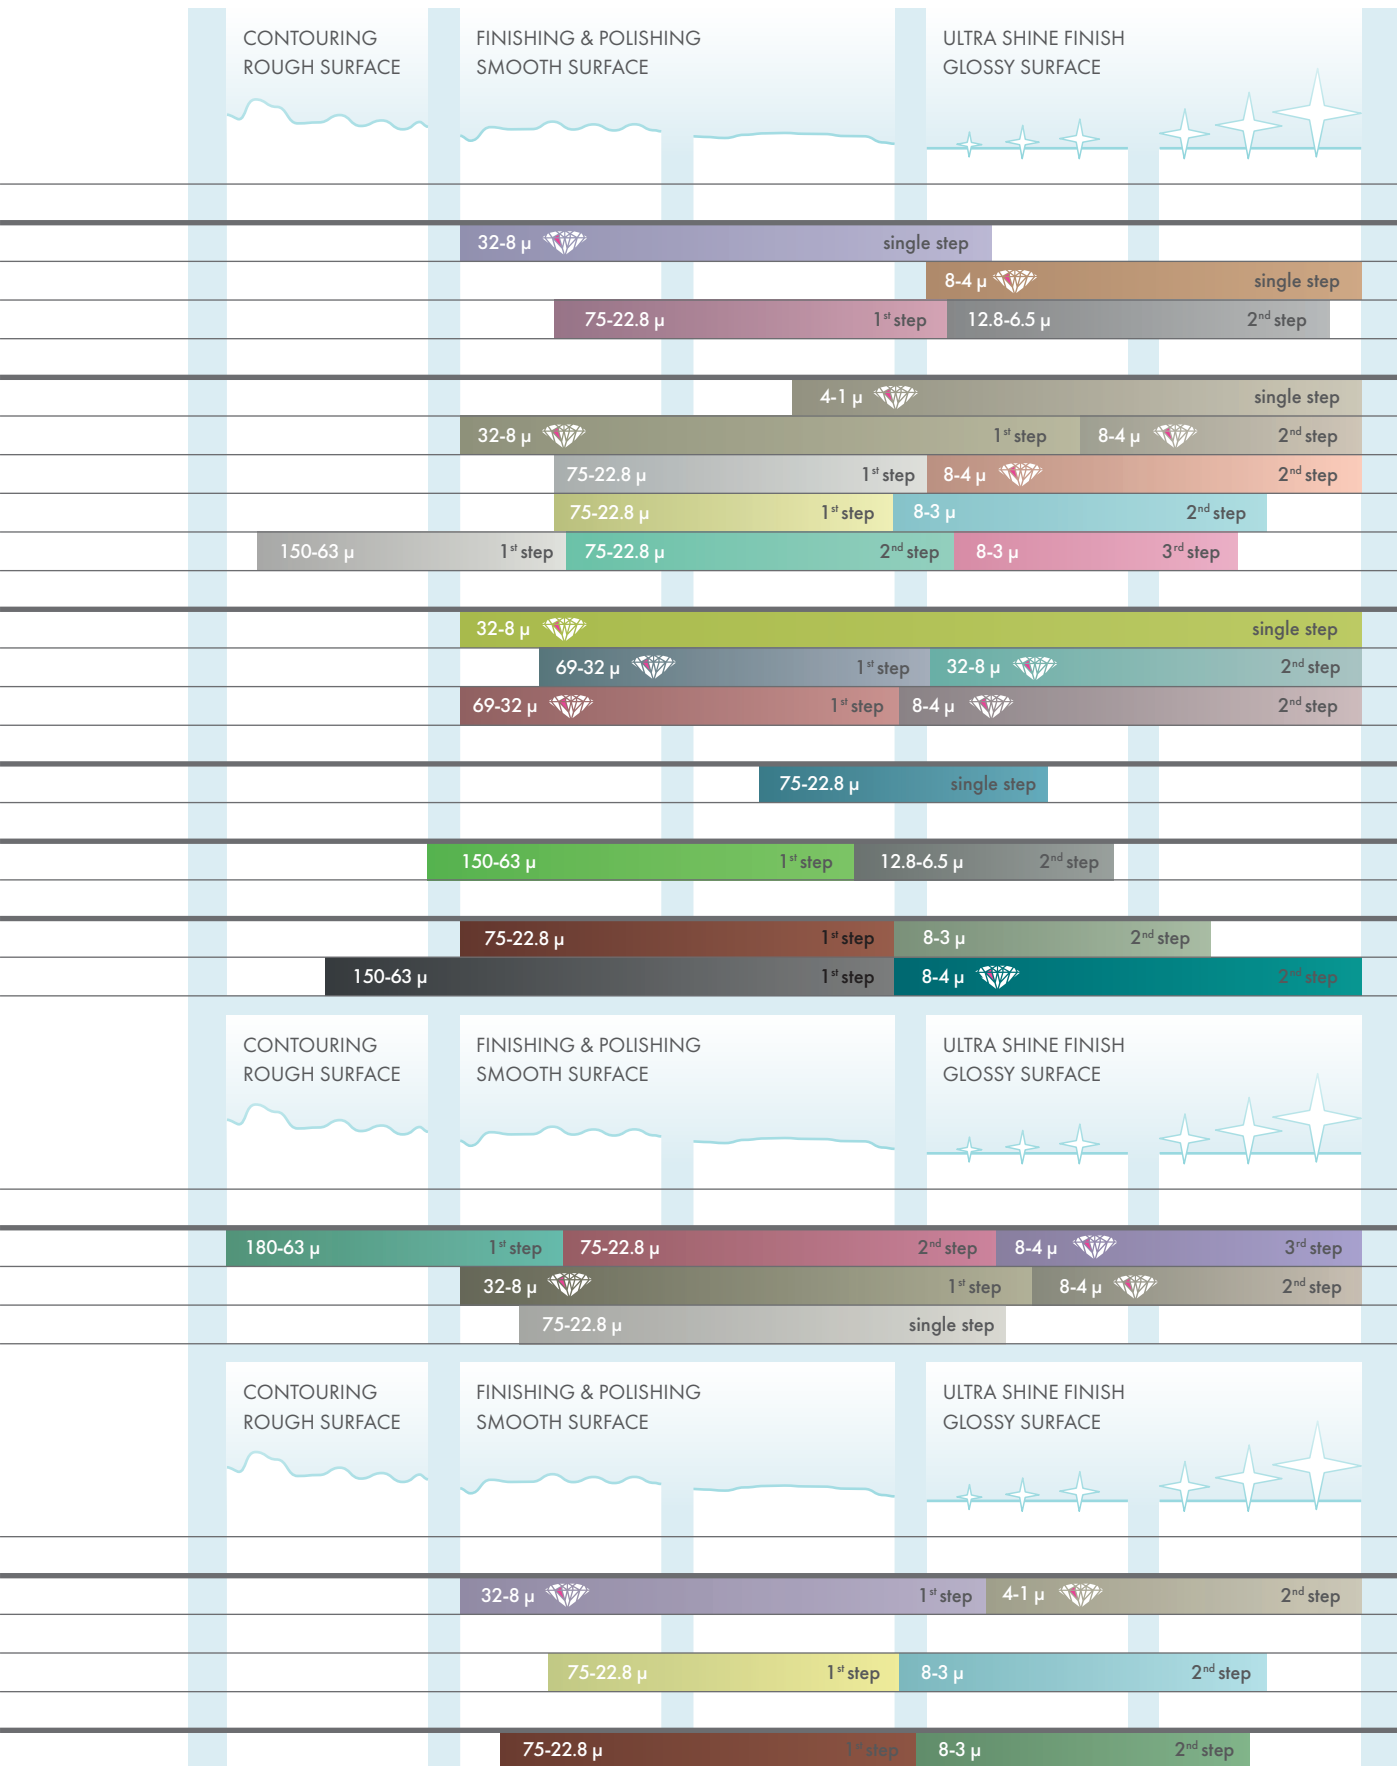 CONTOURING
ROUGH SURFACE
FINISHING & POLISHING
SMOOTH SURFACE
ULTRA SHINE FINISH
GLOSSY SURFACE
32-8 µ single step
8-4 µ single step
75-22.8 µ 1st step 12.8-6.5 µ 2nd step
4-1 µ single step
32-8 µ 1st step 8-4 µ 2nd step
75-22.8 µ 1st step 8-4 µ 2nd step
75-22.8 µ 1st step 8-3 µ 2nd step
150-63 µ 1st step 75-22.8 µ 2nd step 8-3 µ 3rd step
32-8 µ single step
69-32 µ 1st step 32-8 µ 2nd step
69-32 µ 1st step 8-4 µ 2nd step
75-22.8 µ single step
150-63 µ 1st step 12.8-6.5 µ 2nd step
75-22.8 µ 1st step 8-3 µ 2nd step
150-63 µ 1st step 8-4 µ 2nd step
CONTOURING
ROUGH SURFACE
FINISHING & POLISHING
SMOOTH SURFACE
ULTRA SHINE FINISH
GLOSSY SURFACE
180-63 µ 1st step 75-22.8 µ 2nd step 8-4 µ 3rd step
32-8 µ 1st step 8-4 µ 2nd step
75-22.8 µ single step
CONTOURING
ROUGH SURFACE
FINISHING & POLISHING
SMOOTH SURFACE
ULTRA SHINE FINISH
GLOSSY SURFACE
32-8 µ 1st step 4-1 µ 2nd step
75-22.8 µ 1st step 8-3 µ 2nd step
75-22.8 µ 1st step 8-3 µ 2nd step